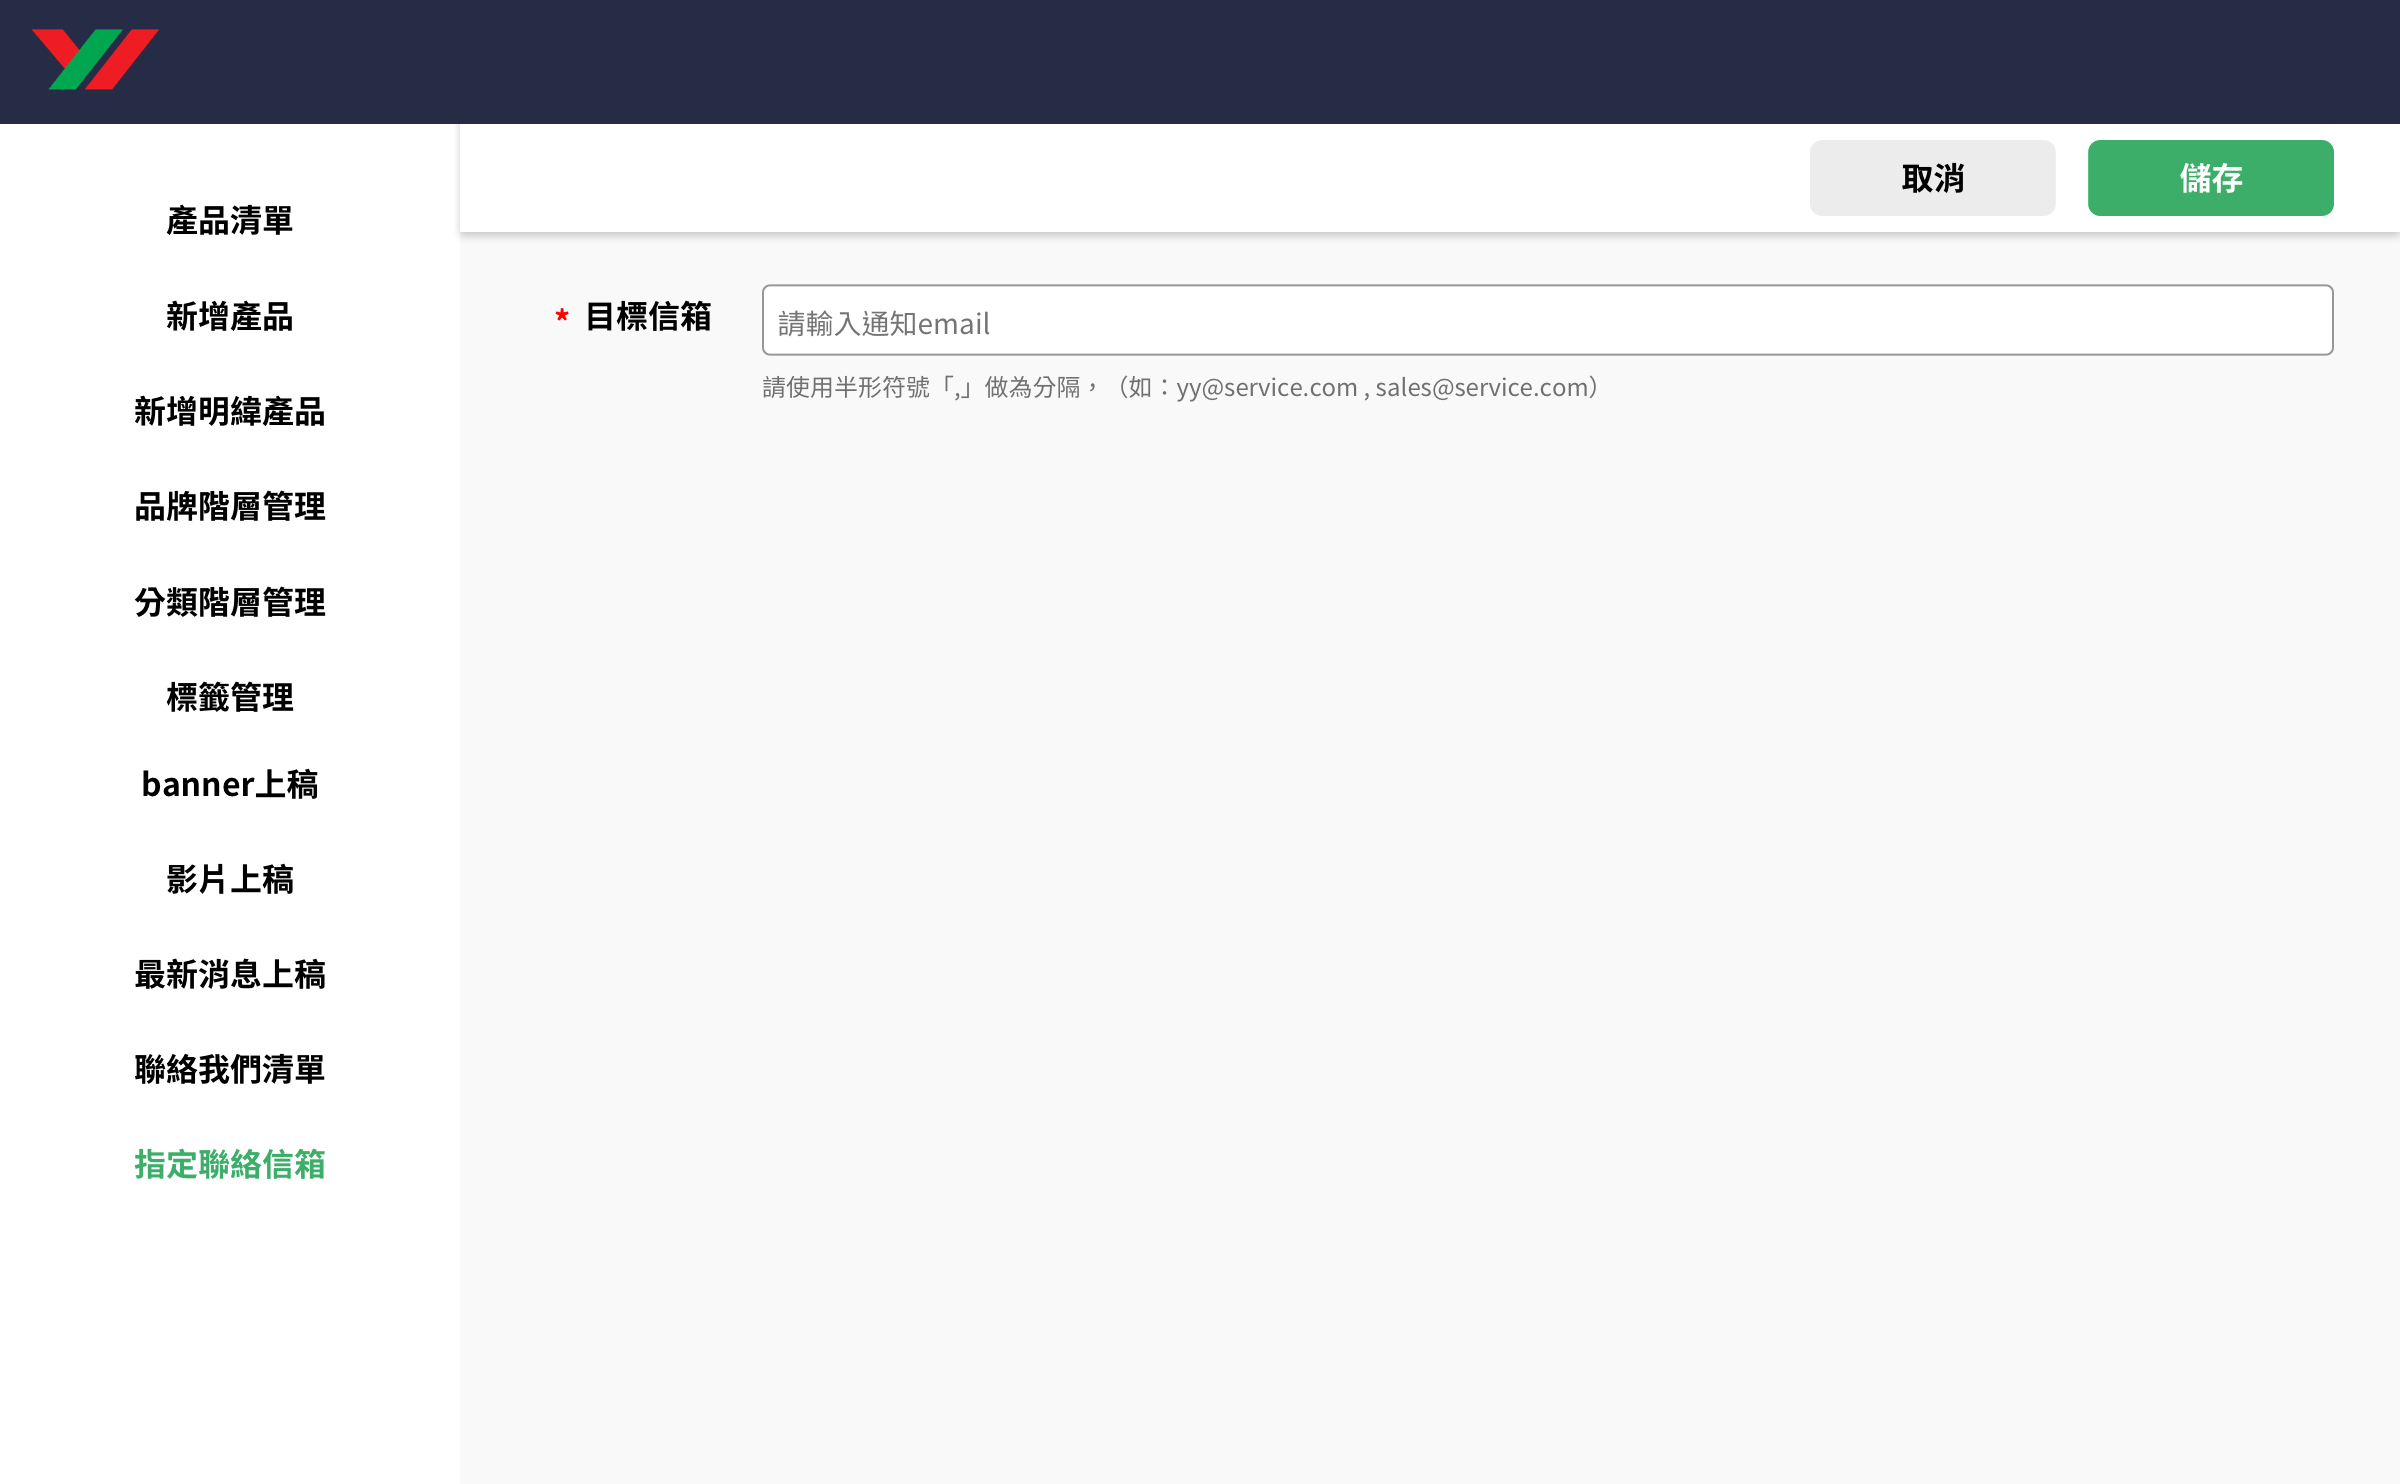 取消
儲存
產品清單
新增產品
新增明緯產品
品牌階層管理
分類階層管理
標籤管理
banner上稿
影片上稿
最新消息上稿
聯絡我們清單
指定聯絡信箱
* 目標信箱
請輸入通知email
請使用半形符號「,」做為分隔，（如：yy@service.com , sales@service.com）